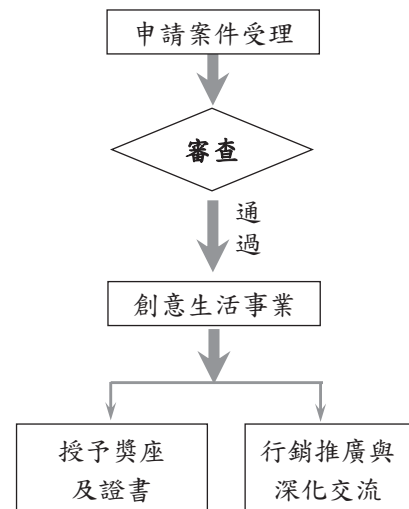 申請案件受理
審查
通
過
創意生活事業
授予獎座
及證書
行銷推廣與
深化交流